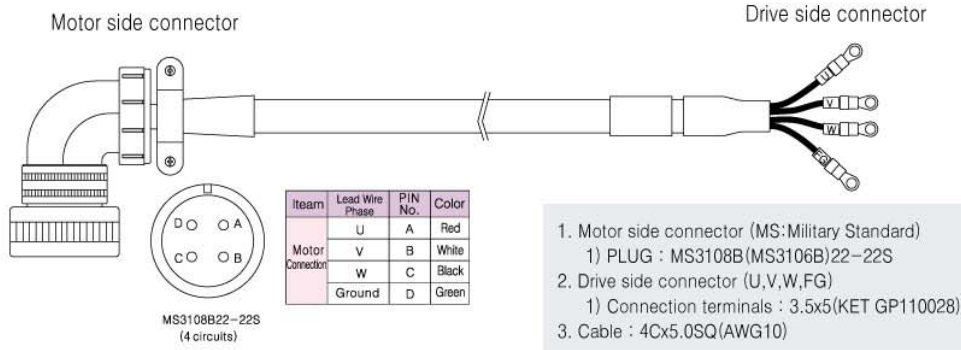 Motor side connector
Drive side connector
U
V
W
D A
C B
MS3108B22-22S
(4 circuits)
Iteam Lead Wire Phase PIN No. Color
Motor Connection
U A Red
V B White
W C Black
Ground D Green
1. Motor side connector (MS:Military Standard)
1) PLUG : MS3108B(MS3106B)22-22S
2. Drive side connector (U,V,W,FG)
1) Connection terminals : 3.5x5(KET GP110028)
3. Cable : 4Cx5.0SQ(AWG10)